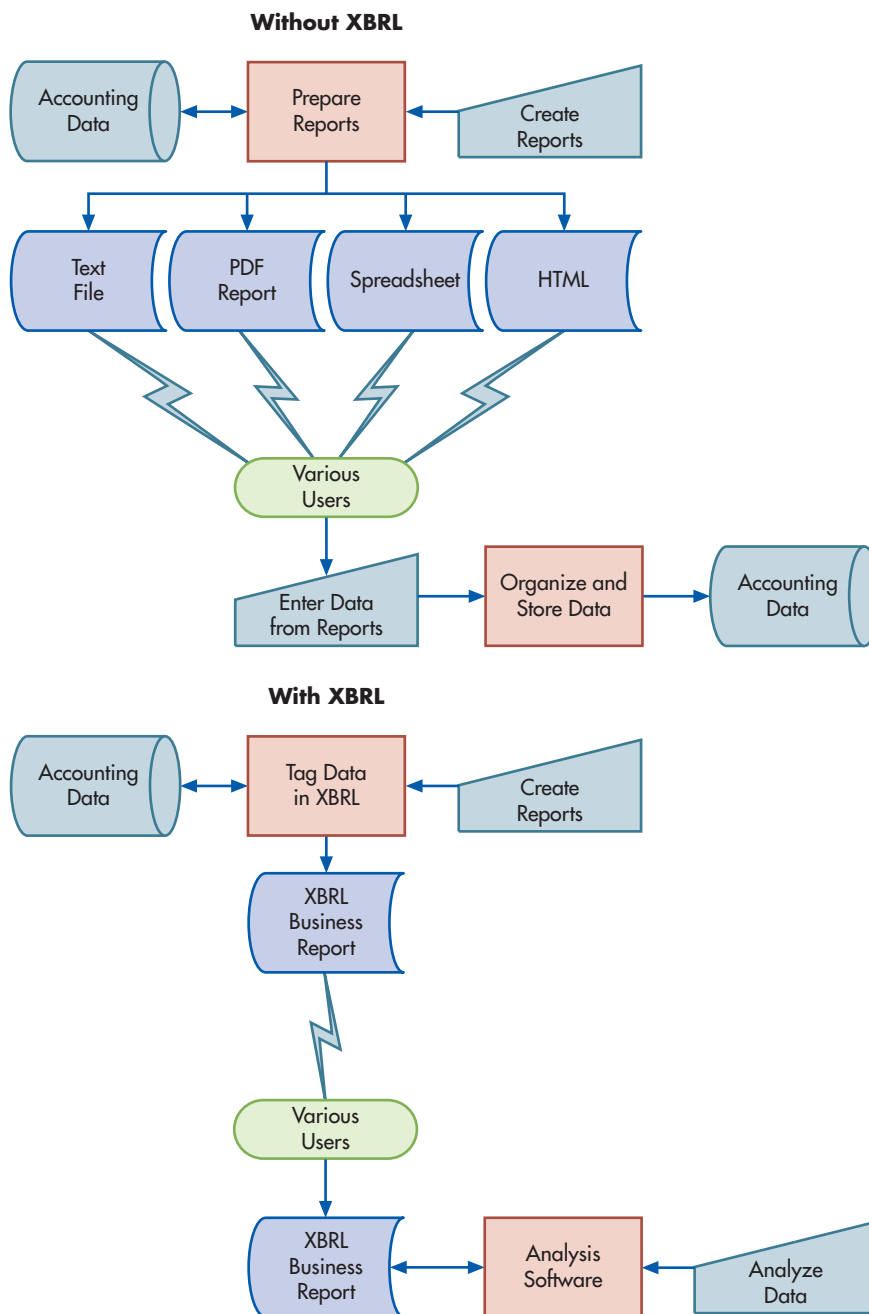 Without XBRL
Accounting
Data
Prepare
Reports
Create
Reports
Text
File
PDF
Report
Spreadsheet
HTML
Various
Users
Enter Data
from Reports
Organize and
Store Data
Accounting
Data
With XBRL
Accounting
Data
Tag Data
in XBRL
Create
Reports
XBRL
Business
Report
Various
Users
XBRL
Business
Report
Analysis
Software
Analyze
Data